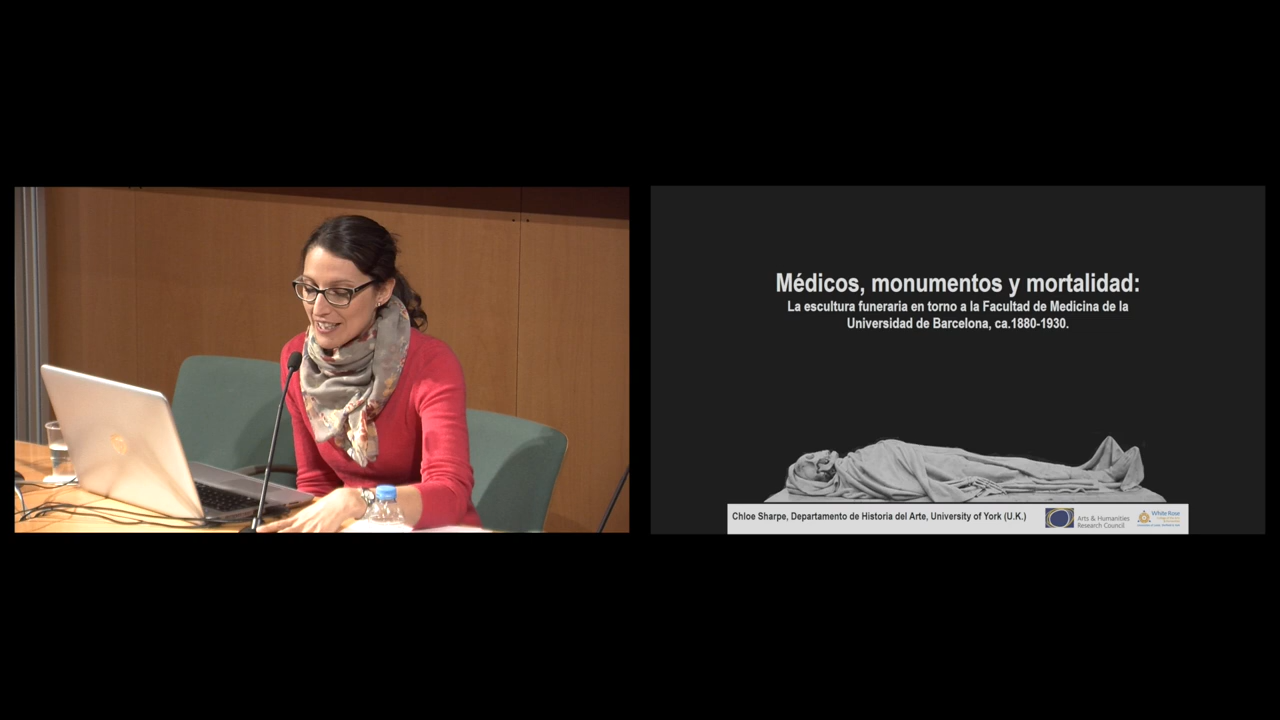 Médicos, monumentos y mortalidad:
La escultura funeraria en torno a la Facultad de Medicina de la
Universidad de Barcelona, ca.1880-1930.
Chloe Sharpe, Departamento de Historia del Arte, University of York (U.K.)
Arts & Humanities
Research Council
White Rose